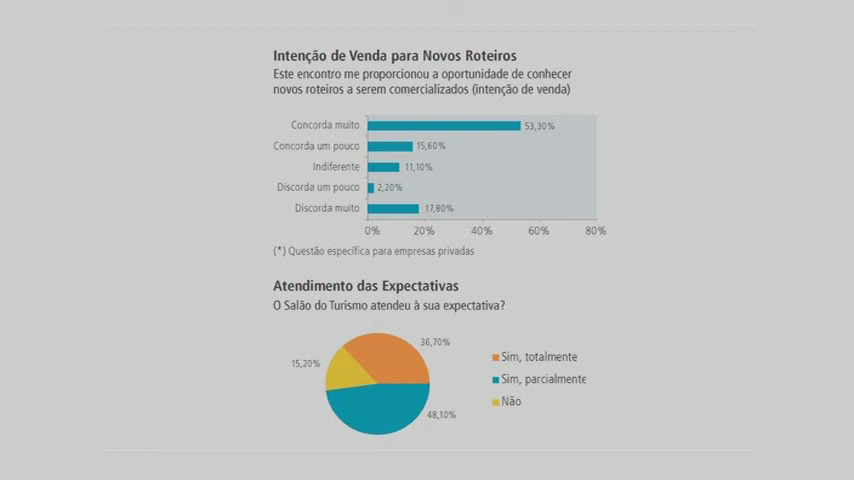 Intenção de Venda para Novos Roteiros
Este encontro me proporcionou a oportunidade de conhecer
novos roteiros a serem comercializados (intenção de venda)
Concorda muito 53,30%
Concorda um pouco 15,60%
Indiferente 11,10%
Discorda um pouco 2,20%
Discorda muito 17,80%
0% 20% 40% 60% 80%
(*) Questão específica para empresas privadas
Atendimento das Expectativas
O Salão do Turismo atendeu à sua expectativa?
36,70%
15,20%
48,10%
Sim, totalmente
Sim, parcialmente
Não